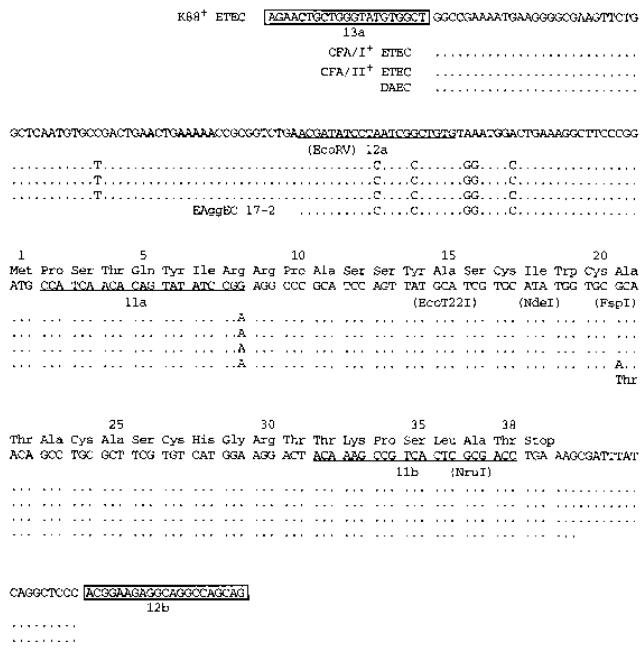 K88+ ETEC AGAACTGCTGGGTATGTGGCT GGCCGAAAATGAAGGGGCGAAGTTCTG
13a
CFA/I+ ETEC ...........................
CFA/II+ ETEC ...........................
DAEC ...........................
GCTCAATGTGCCGACTGAACTGAAAAACCGCGGTCTGAACGATATCCTAATCGGCTGTGTAAATGGACTGAAAGGCTTCCCGG
(EcoRV) 12a
T C C GG C
T C C GG C
T C C GG C
EAggEC 17-2 C C GG C
1 5 10 15 20
Met Pro Ser Thr Gln Tyr Ile Arg Arg Pro Ala Ser Ser Tyr Ala Ser Cys Ile Trp Cys Ala
ATG CCA TCA ACA CAG TAT ATC CGG AGG CCC GCA TCC AGT TAT GCA TCG TGC ATA TGG TGC GCA
11a (EcoT22I) (NdeI) (FspI)
A
A
A
A A
Thr
25 30 35 38
Thr Ala Cys Ala Ser Cys His Gly Arg Thr Thr Lys Pro Ser Leu Ala Thr Stop
ACA GCC TGC GCT TCG TGT CAT GGA AGG ACT ACA AAG CCG TCA CTC GCG ACC TGA AAGCGATTTAT
11b (NruI)
CAGGCTCCC ACGGAAGAGGCAGGCCAGCAG
12b